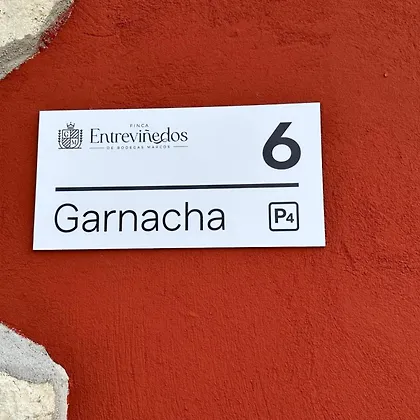 FINCA
Entreviñedos
DE BODEGAS MARCOS
G M
6
Garnacha
P4